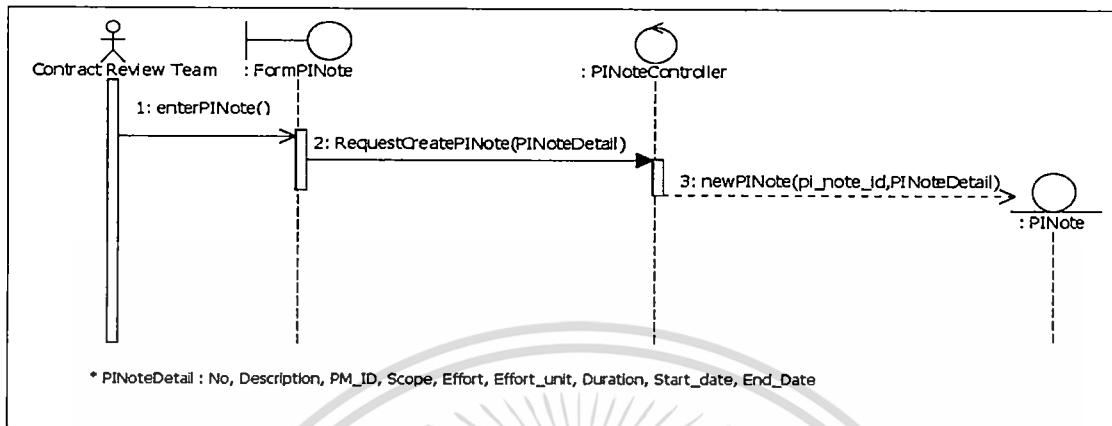 Contract Review Team
: FormPINote
: PINoteController
1: enterPINote()
2: RequestCreatePINote(PINoteDetail)
3: newPINote(pi_note_id,PINoteDetail)
: PINote
* PINoteDetail : No, Description, PM_ID, Scope, Effort, Effort_unit, Duration, Start_date, End_Date